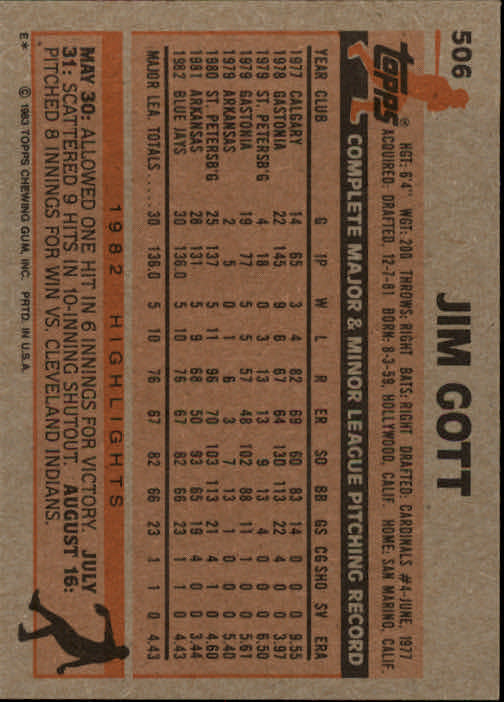 506
JIM GOTT
topps®
HGT: 6'4" WGT: 200 THROWS: RIGHT BATS: RIGHT DRAFTED: CARDINALS #4-JUNE, 1977
ACQUIRED: DRAFTED, 12-7-81 BORN: 8-3-59, HOLLYWOOD, CALIF. HOME: SAN MARINO, CALIF.
COMPLETE MAJOR & MINOR LEAGUE PITCHING RECORD
YEAR CLUB G IP W L R ER SO BB GS CG SHO SV ERA
1977 CALGARY 14 65 3 4 82 69 60 83 14 0 0 0 9.55
1978 GASTONIA 22 145 9 6 67 64 130 113 22 4 0 0 3.97
1979 ST. PETERSB'G 4 18 0 3 13 13 9 13 4 0 0 0 6.50
1979 GASTONIA 19 77 5 5 57 48 102 88 11 1 0 0 5.61
1979 ARKANSAS 2 5 0 1 6 3 7 13 1 0 0 0 5.40
1980 ST. PETERSB'G 25 137 5 11 96 70 103 113 21 4 1 0 4.60
1981 ARKANSAS 28 131 5 9 68 50 93 65 19 4 0 0 3.44
1982 BLUE JAYS 30 136.0 5 10 76 67 82 66 23 1 1 0 4.43
MAJOR LEA. TOTALS ..... 30 136.0 5 10 76 67 82 66 23 1 1 0 4.43
1982 HIGHLIGHTS
MAY 30: ALLOWED ONE HIT IN 6 INNINGS FOR VICTORY. JULY
31: SCATTERED 9 HITS IN 10-INNING SHUTOUT. AUGUST 16:
PITCHED 8 INNINGS FOR WIN VS. CLEVELAND INDIANS.
E* © 1983 TOPPS CHEWING GUM, INC. PRTD. IN U.S.A.